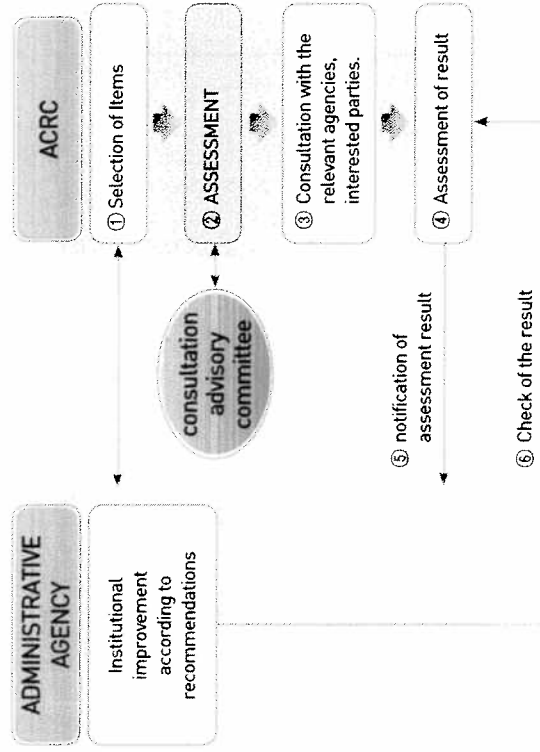 ADMINISTRATIVE
AGENCY
Institutional
improvement
according to
recommendations
ACRC
① Selection of Items
② ASSESSMENT
consultation
advisory
committee
③ Consultation with the
relevant agencies,
interested parties.
④ Assessment of result
⑤ notification of
assessment result
⑥ Check of the result